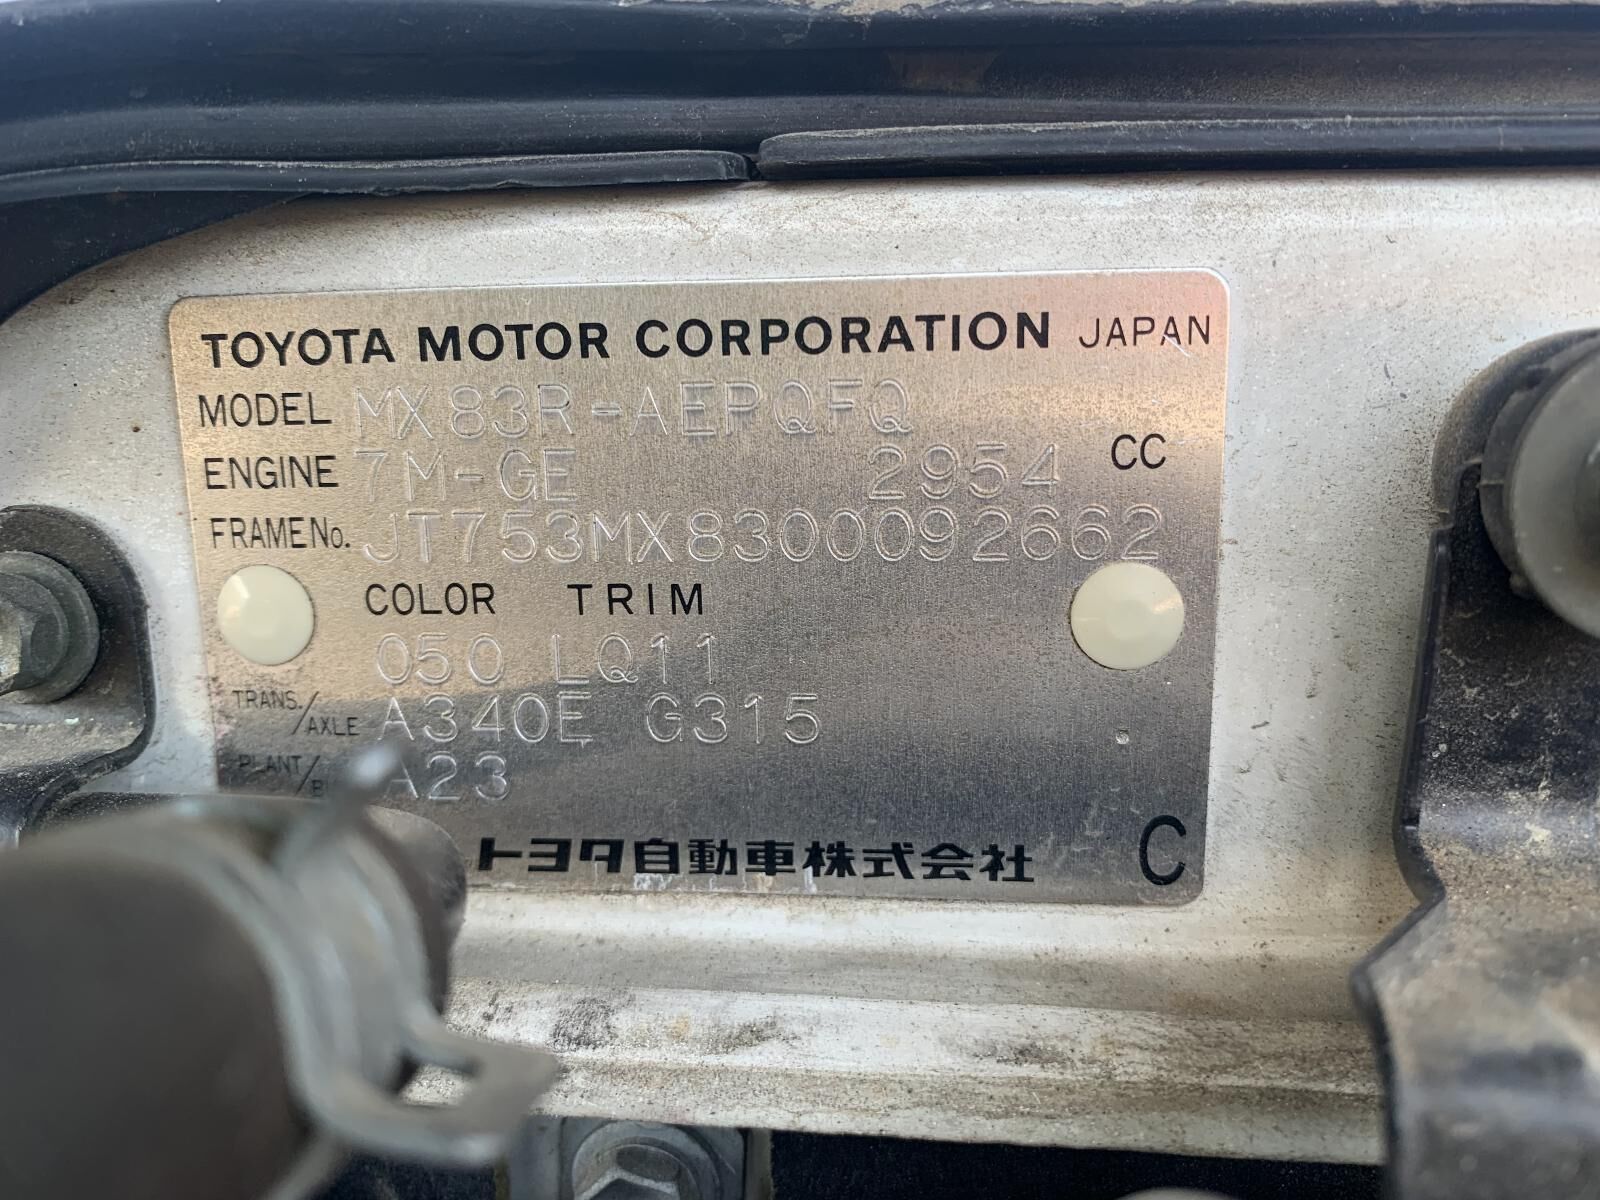 TOYOTA MOTOR CORPORATION JAPAN
MODEL MX83R-AEPQFQ
ENGINE 7M-GE 2954 CC
FRAME No. JT753MX8300092662
COLOR TRIM
050 LQ11
TRANS./AXLE A340E G315
PLANT/ A23
トヨタ自動車株式会社 C